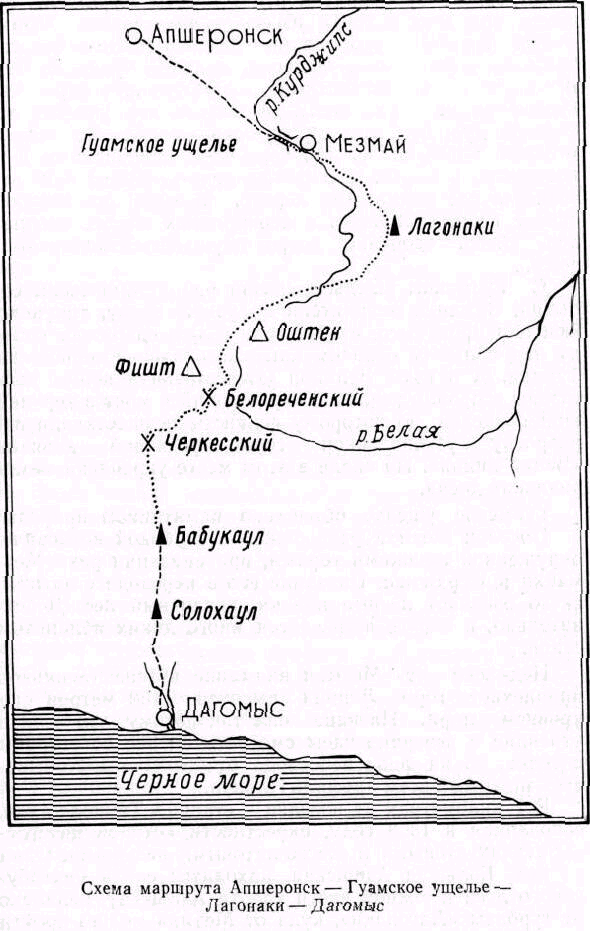 Апшеронск
р. Курджипс
Гуамское ущелье
Мезмай
Лагонаки
Оштен
Фишт
Белореченский
р. Белая
Черкесский
Бабукаул
Солохаул
Дагомыс
Черное море
Схема маршрута Апшеронск — Гуамское ущелье —
Лагонаки — Дагомыс